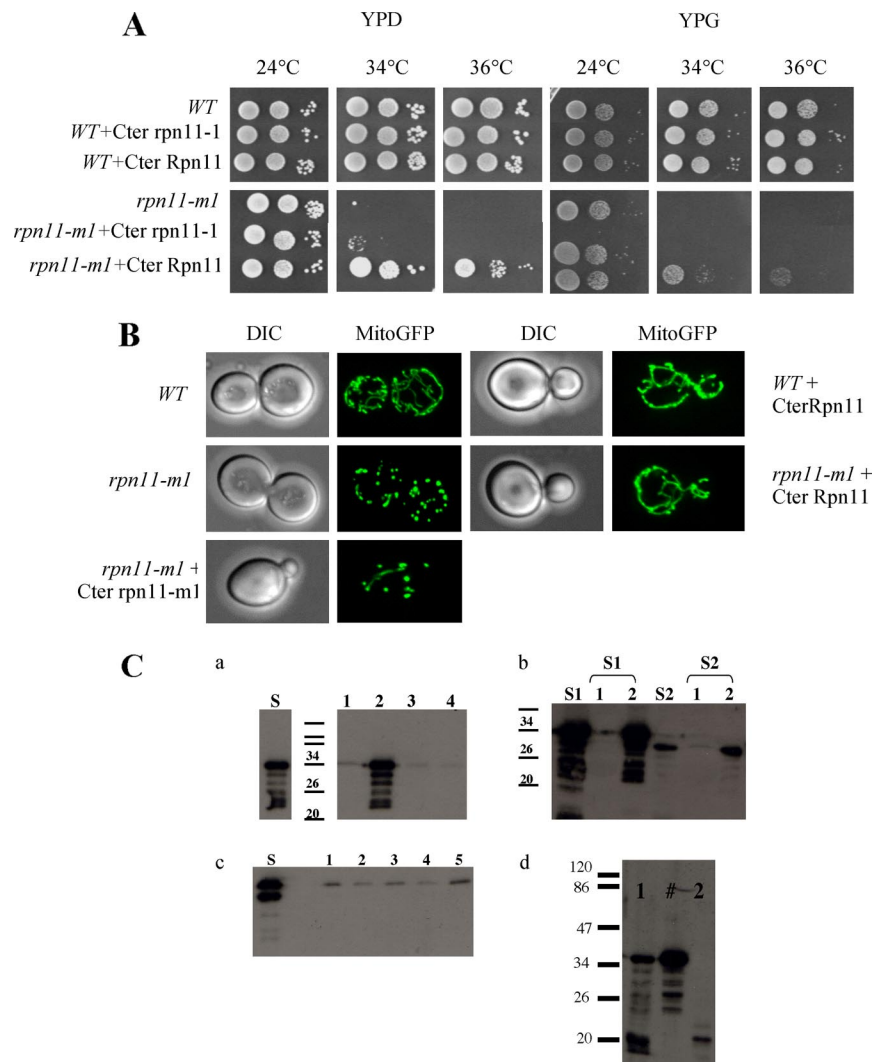 A
YPD YPG
24°C 34°C 36°C 24°C 34°C 36°C
WT
WT+Cter rpn11-1
WT+Cter Rpn11
rpn11-m1
rpn11-m1+Cter rpn11-1
rpn11-m1+Cter Rpn11
B
DIC MitoGFP DIC MitoGFP
WT
WT +
CterRpn11
rpn11-m1
rpn11-m1 +
Cter Rpn11
rpn11-m1 +
Cter rpn11-m1
C
a
S 1 2 3 4
34
26
20
b
S1 S2
S1 1 2 S2 1 2
34
26
20
c
S 1 2 3 4 5
d
1 # 2
120
86
47
34
26
20